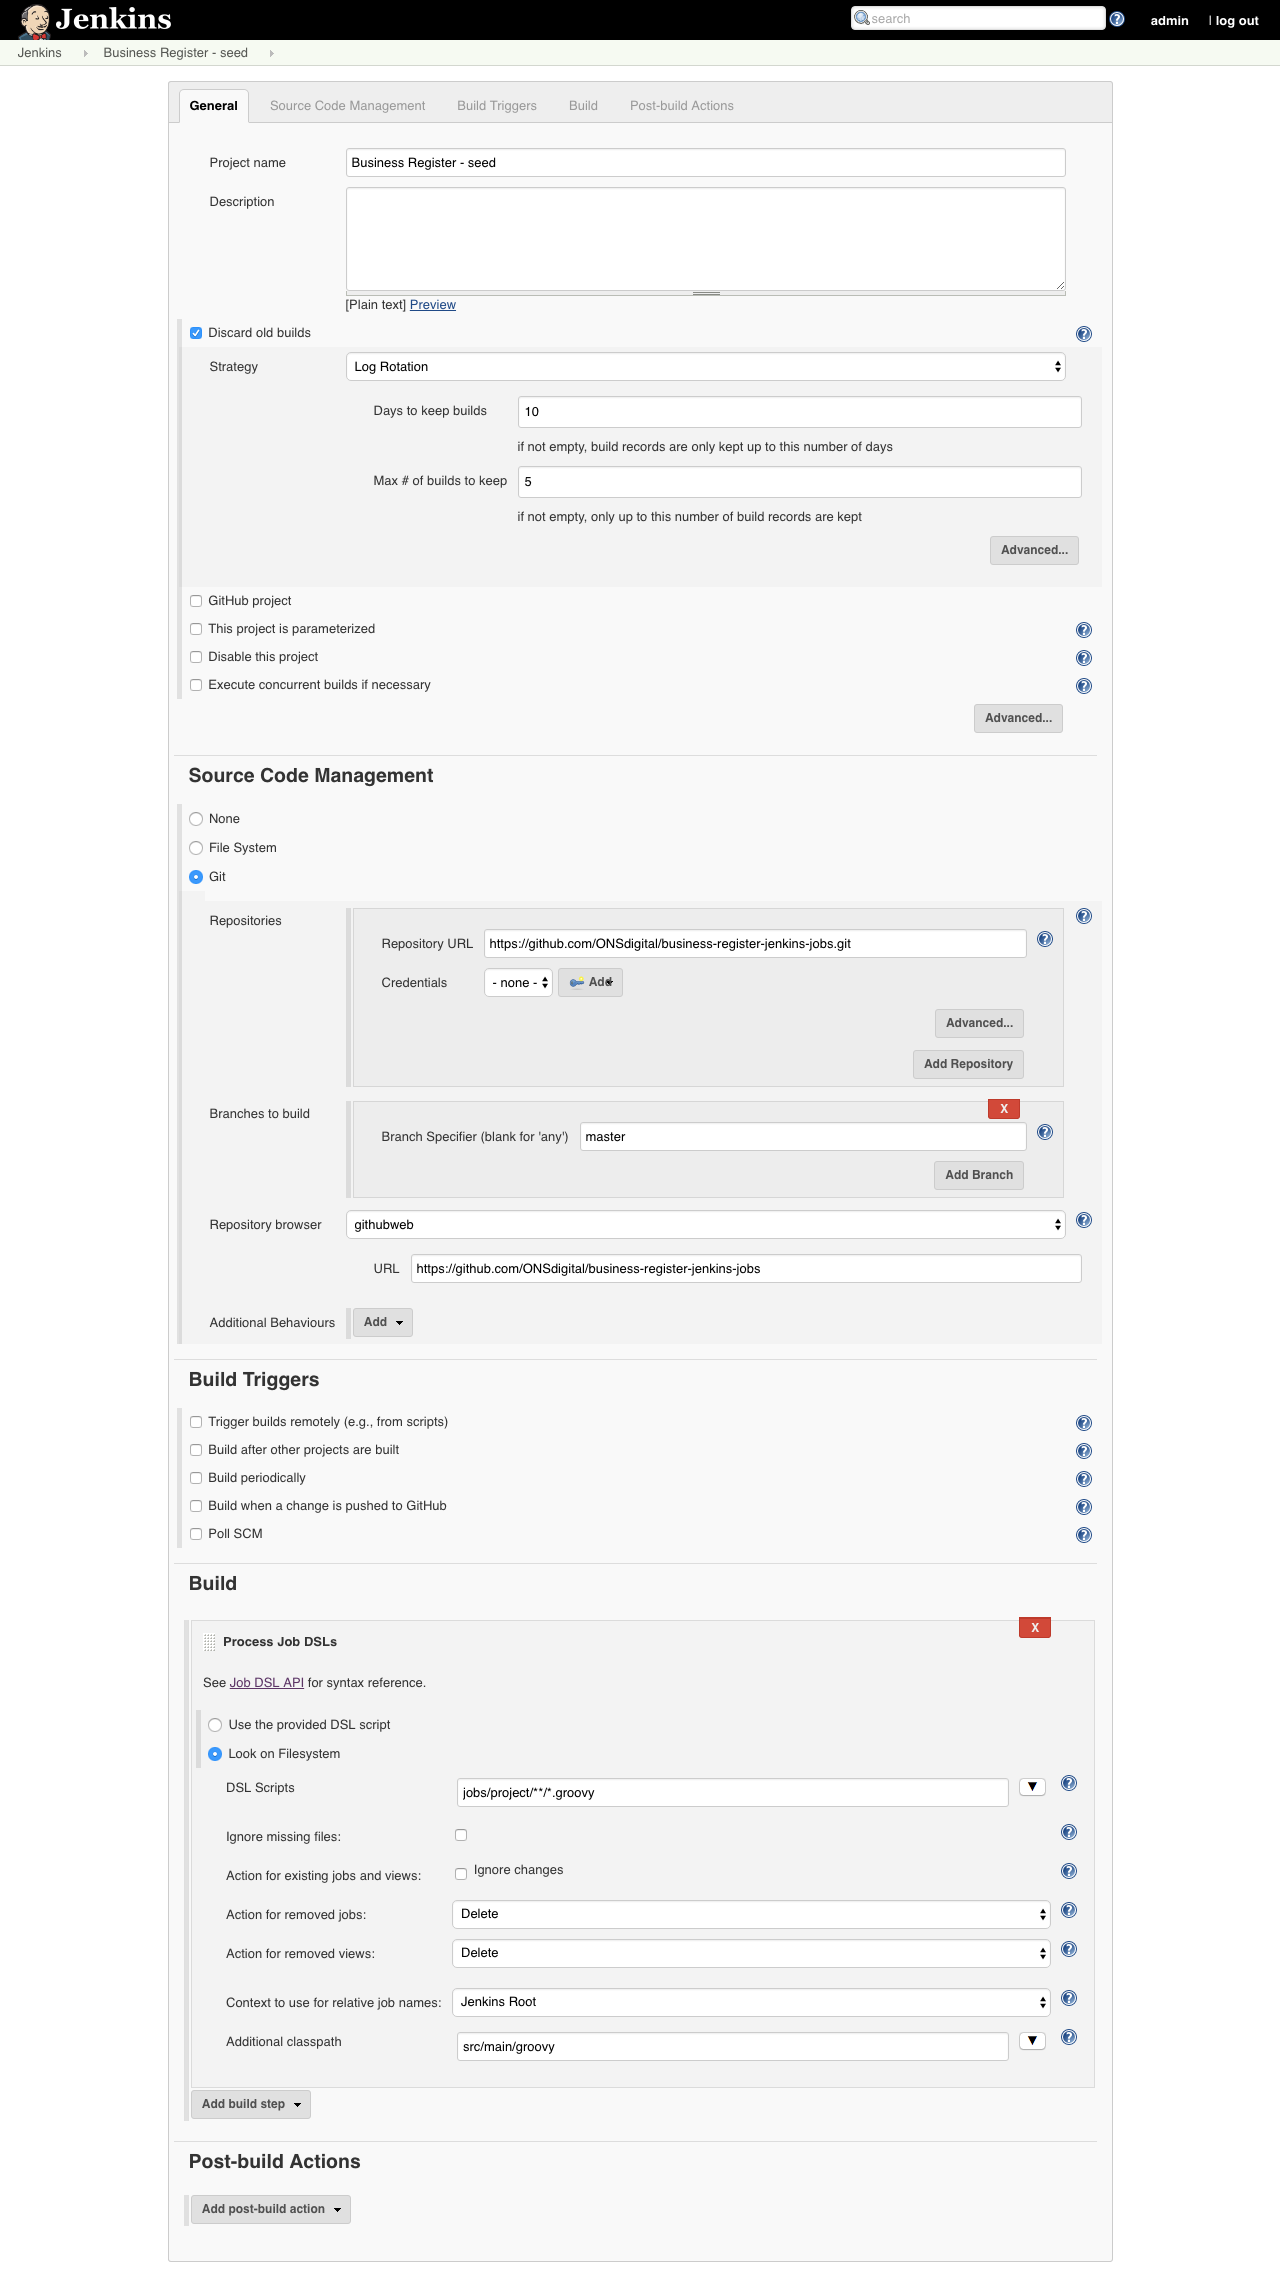 Jenkins
search
admin
| log out
Jenkins
Business Register - seed
General
Source Code Management
Build Triggers
Build
Post-build Actions
Project name
Business Register - seed
Description
[Plain text] Preview
Discard old builds
Strategy
Log Rotation
Days to keep builds
10
if not empty, build records are only kept up to this number of days
Max # of builds to keep
5
if not empty, only up to this number of build records are kept
Advanced...
GitHub project
This project is parameterized
Disable this project
Execute concurrent builds if necessary
Advanced...
Source Code Management
None
File System
Git
Repositories
Repository URL
https://github.com/ONSdigital/business-register-jenkins-jobs.git
Credentials
- none -
Add
Advanced...
Add Repository
Branches to build
X
Branch Specifier (blank for 'any')
master
Add Branch
Repository browser
githubweb
URL
https://github.com/ONSdigital/business-register-jenkins-jobs
Additional Behaviours
Add
Build Triggers
Trigger builds remotely (e.g., from scripts)
Build after other projects are built
Build periodically
Build when a change is pushed to GitHub
Poll SCM
Build
X
Process Job DSLs
See Job DSL API for syntax reference.
Use the provided DSL script
Look on Filesystem
DSL Scripts
jobs/project/**/*.groovy
Ignore missing files:
Action for existing jobs and views:
Ignore changes
Action for removed jobs:
Delete
Action for removed views:
Delete
Context to use for relative job names:
Jenkins Root
Additional classpath
src/main/groovy
Add build step
Post-build Actions
Add post-build action